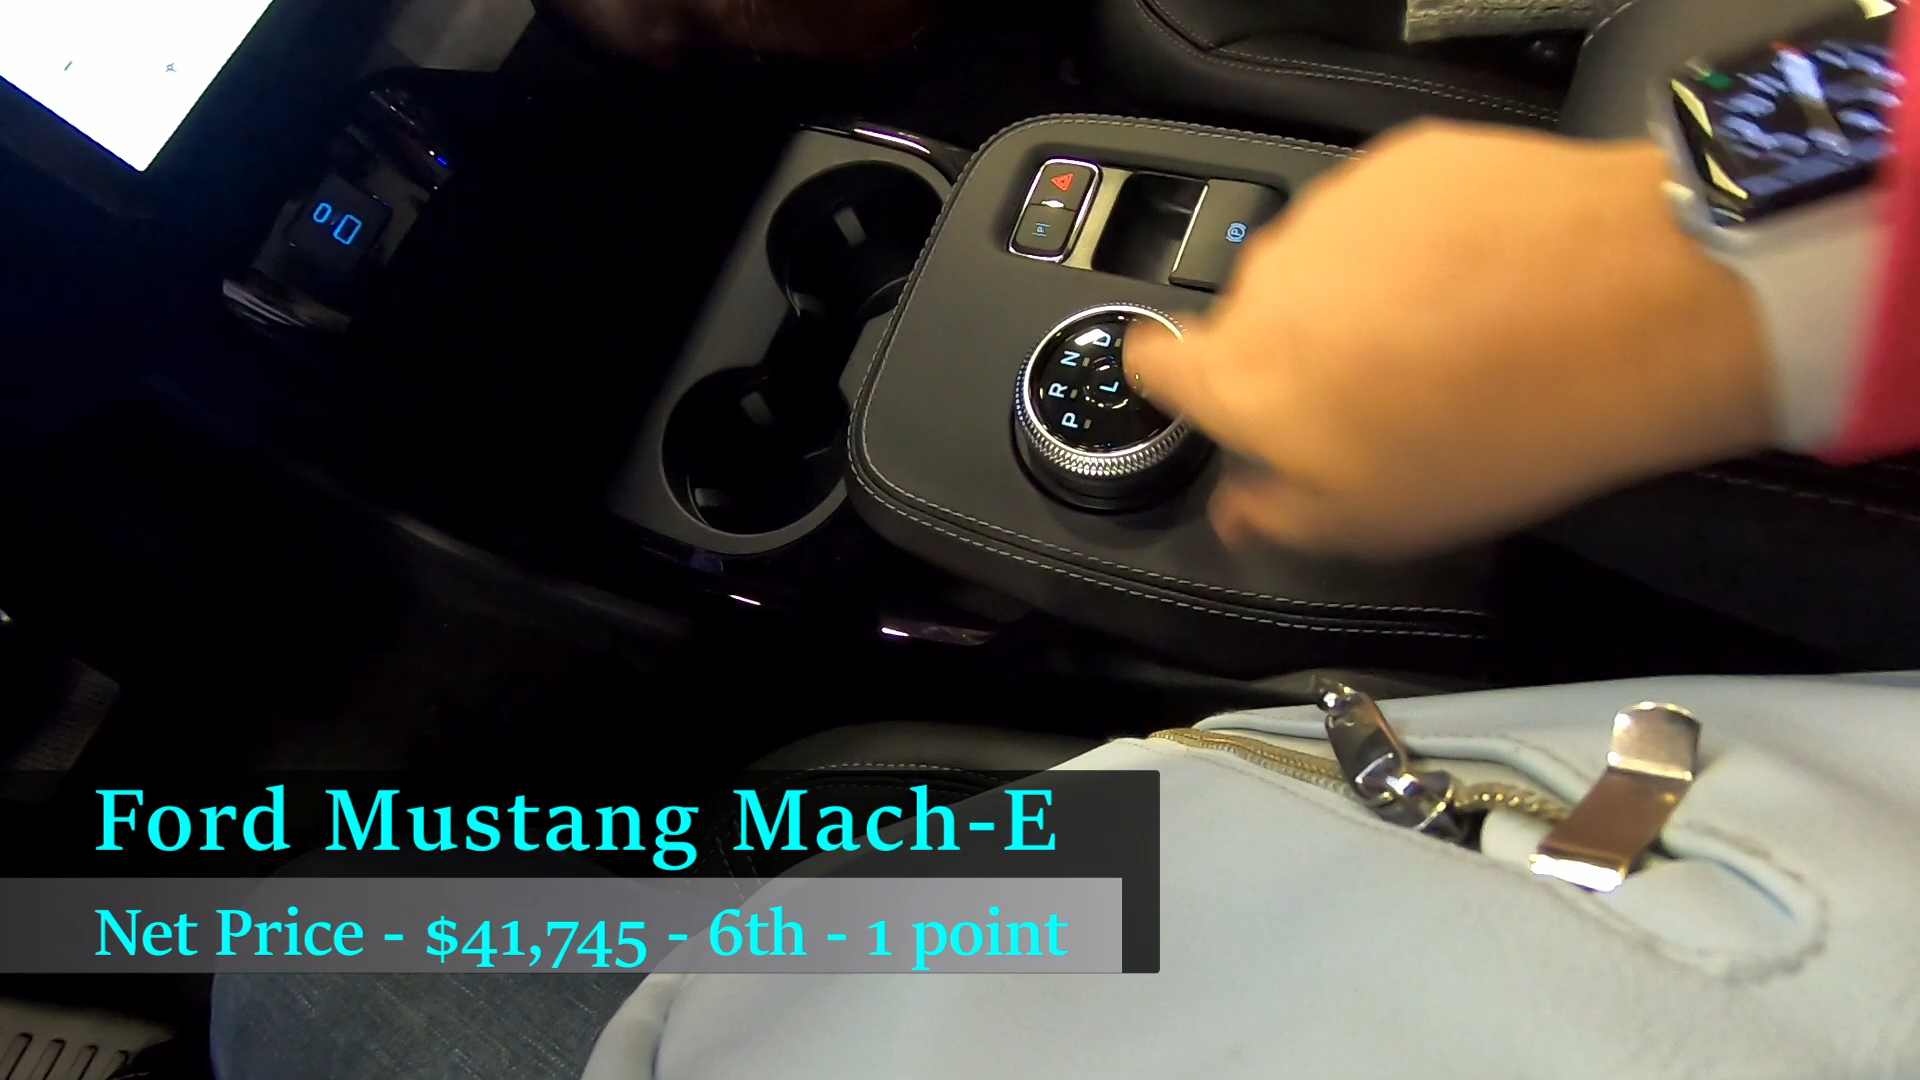 P
N
D
R
L
P
Ford Mustang Mach-E
Net Price - $41,745 - 6th - 1 point